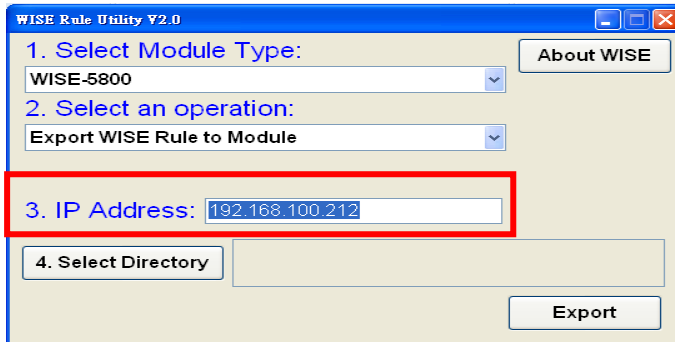 WISE Rule Utility V2.0
1. Select Module Type:
About WISE
WISE-5800
2. Select an operation:
Export WISE Rule to Module
3. IP Address: 192.168.100.212
4. Select Directory
Export